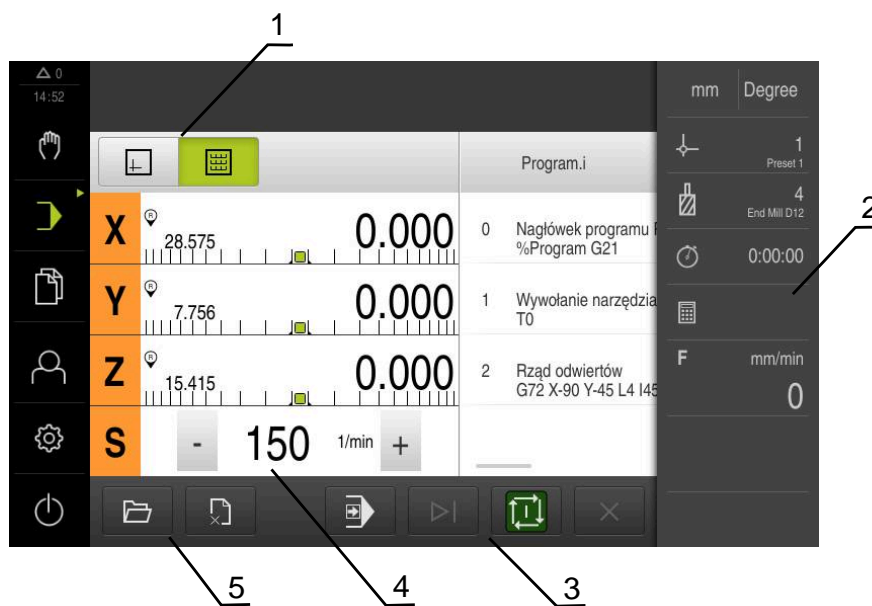 1
0
14:52
mm Degree
1
Preset 1
Program.i
4
End Mill D12
2
X R 28.575 0.000
0 Nagłówek programu
%Program G21
0:00:00
Y R 7.756 0.000
1 Wywołanie narzędzia
T0
Z R 15.415 0.000
2 Rząd odwiertów
G72 X-90 Y-45 L4 I45
F mm/min
0
S - 150 1/min +
5
4
3